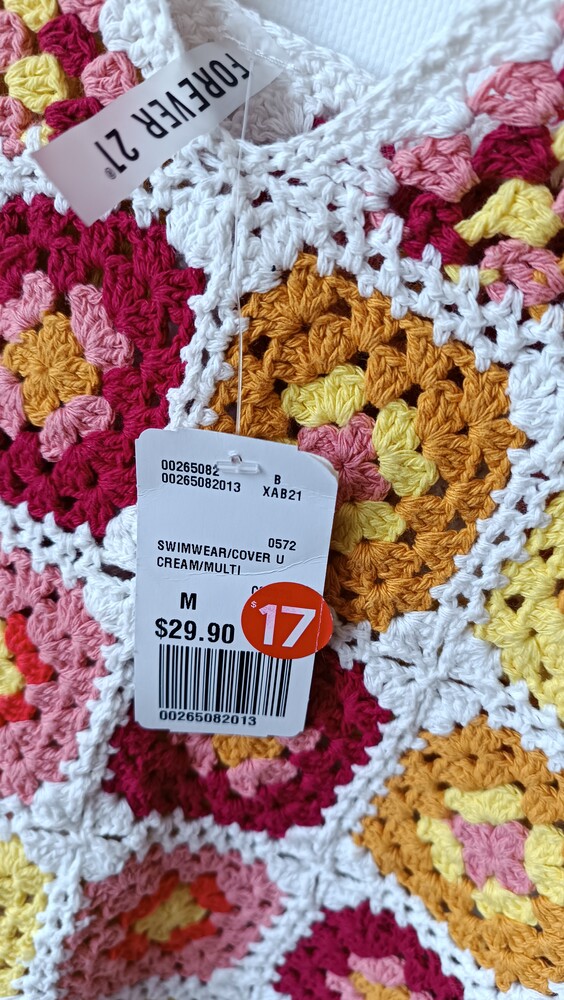 FOREVER 21®
00265082
B
00265082013
XAB21
0572
SWIMWEAR/COVER U
CREAM/MULTI
M
$29.90
$17
00265082013